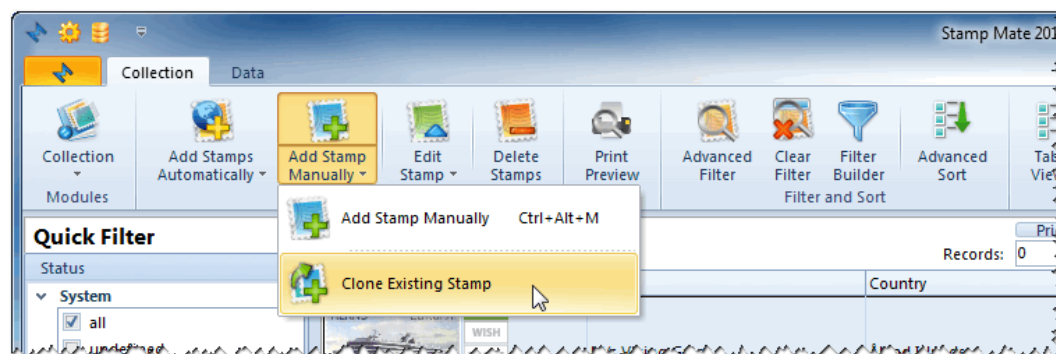 Stamp Mate 201
Collection Data
Collection
Add Stamps Automatically
Add Stamp Manually
Edit Stamp
Delete Stamps
Print Preview
Advanced Filter
Clear Filter
Filter Builder
Advanced Sort
Modules
Filter and Sort
Add Stamp Manually Ctrl+Alt+M
Quick Filter
Records: 0
Status
Clone Existing Stamp
Country
System
all
WISH
undefined